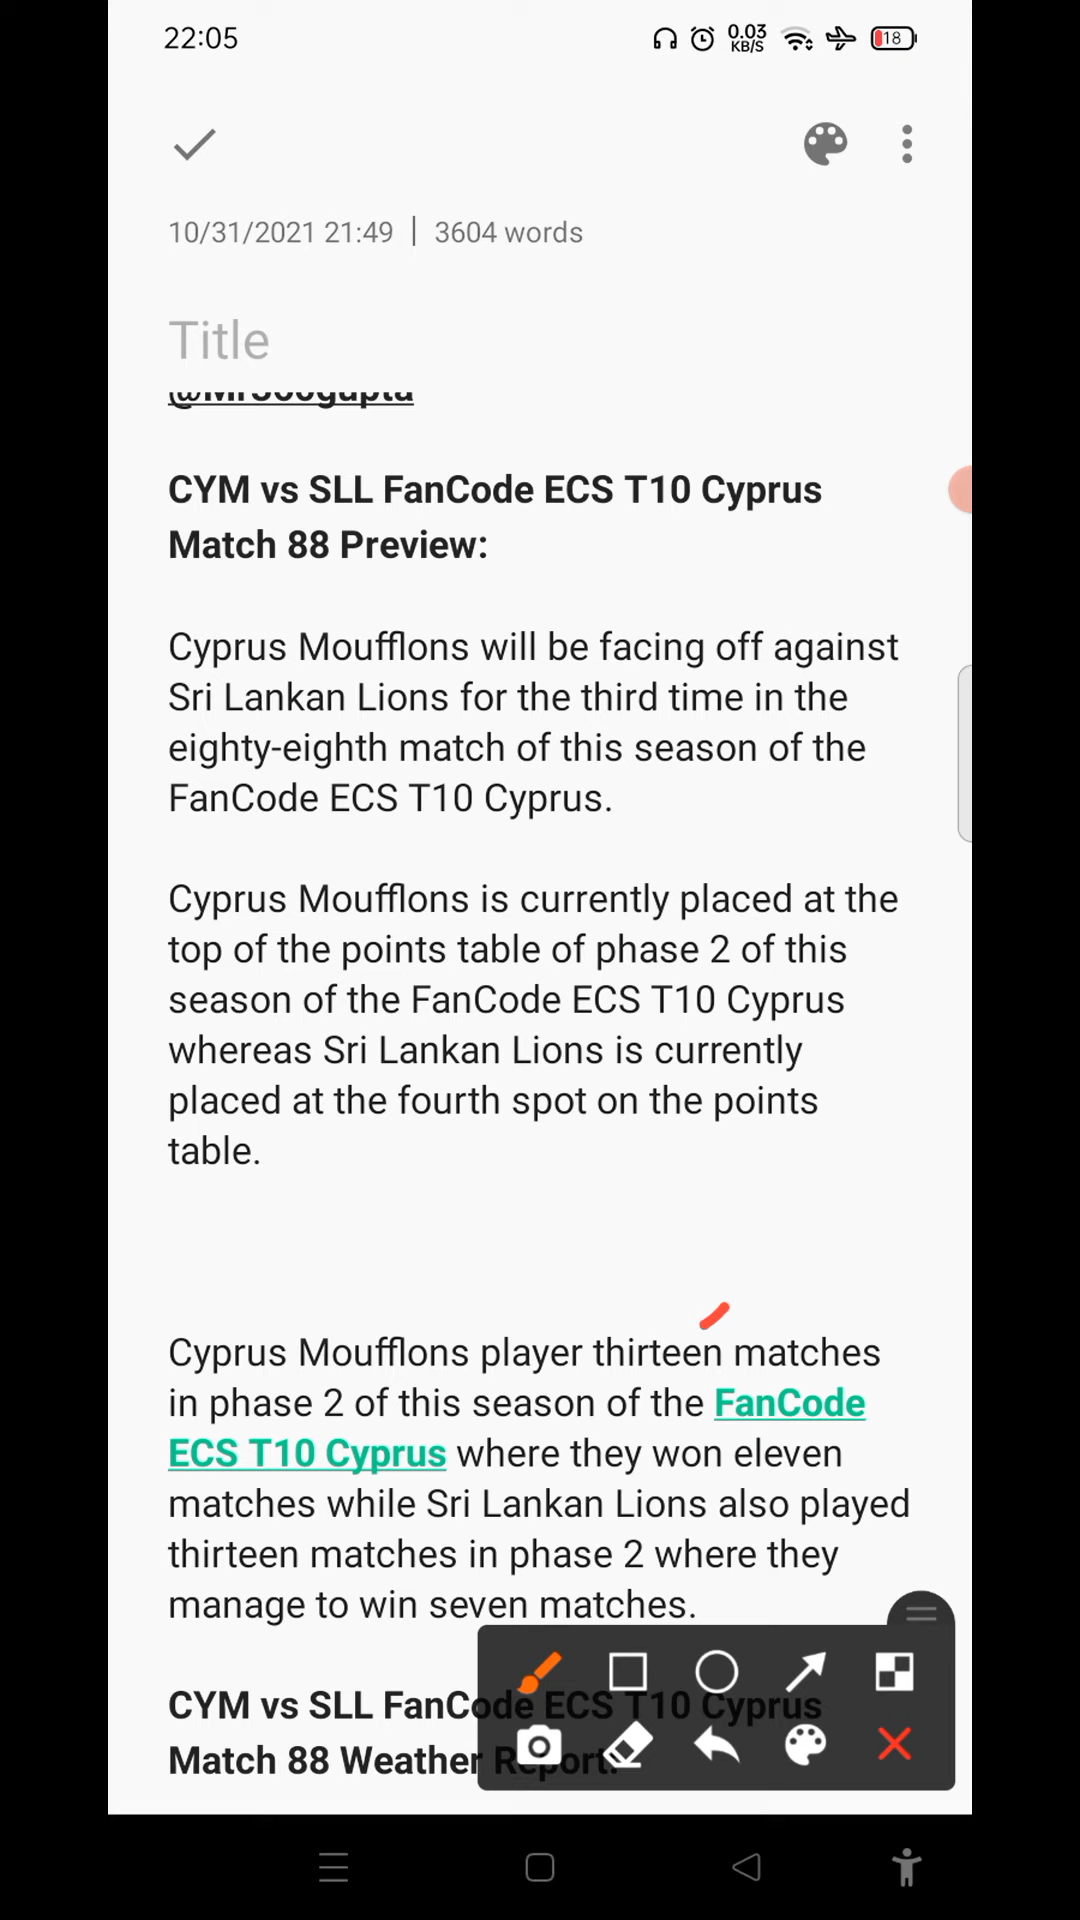 22:05
0.03
KB/S
18
10/31/2021 21:49 | 3604 words
Title
CYM vs SLL FanCode ECS T10 Cyprus
Match 88 Preview:
Cyprus Moufflons will be facing off against
Sri Lankan Lions for the third time in the
eighty-eighth match of this season of the
FanCode ECS T10 Cyprus.
Cyprus Moufflons is currently placed at the
top of the points table of phase 2 of this
season of the FanCode ECS T10 Cyprus
whereas Sri Lankan Lions is currently
placed at the fourth spot on the points
table.
Cyprus Moufflons player thirteen matches
in phase 2 of this season of the FanCode
ECS T10 Cyprus where they won eleven
matches while Sri Lankan Lions also played
thirteen matches in phase 2 where they
manage to win seven matches.
CYM vs SLL FanCode ECS T10 Cyprus
Match 88 Weather Report: